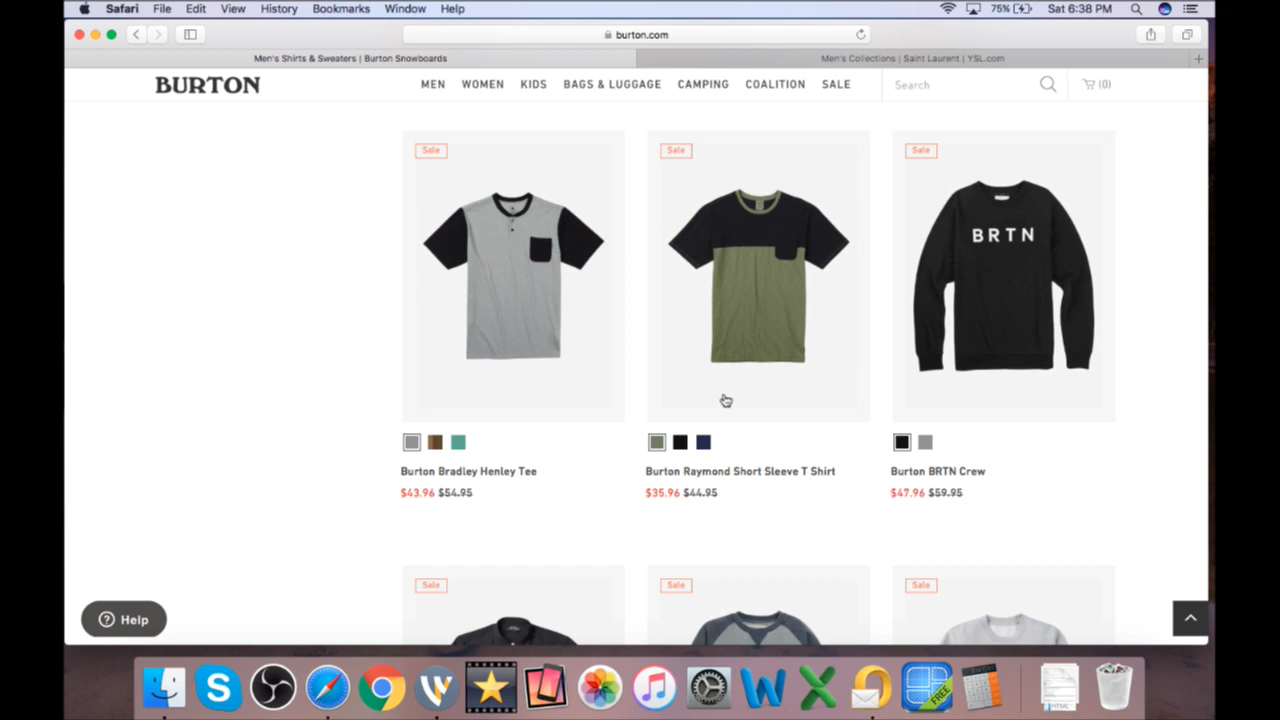 Safari File Edit View History Bookmarks Window Help 75% Sat 6:38 PM
burton.com
Men's Shirts & Sweaters | Burton Snowboards Men's Collections | Saint Laurent | YSL.com
BURTON MEN WOMEN KIDS BAGS & LUGGAGE CAMPING COALITION SALE Search (0)
Sale Sale Sale
BRTN
Burton Bradley Henley Tee Burton Raymond Short Sleeve T Shirt Burton BRTN Crew
$43.96 $54.95 $35.96 $44.95 $47.96 $59.95
Sale Sale Sale
? Help
FREE
HTML